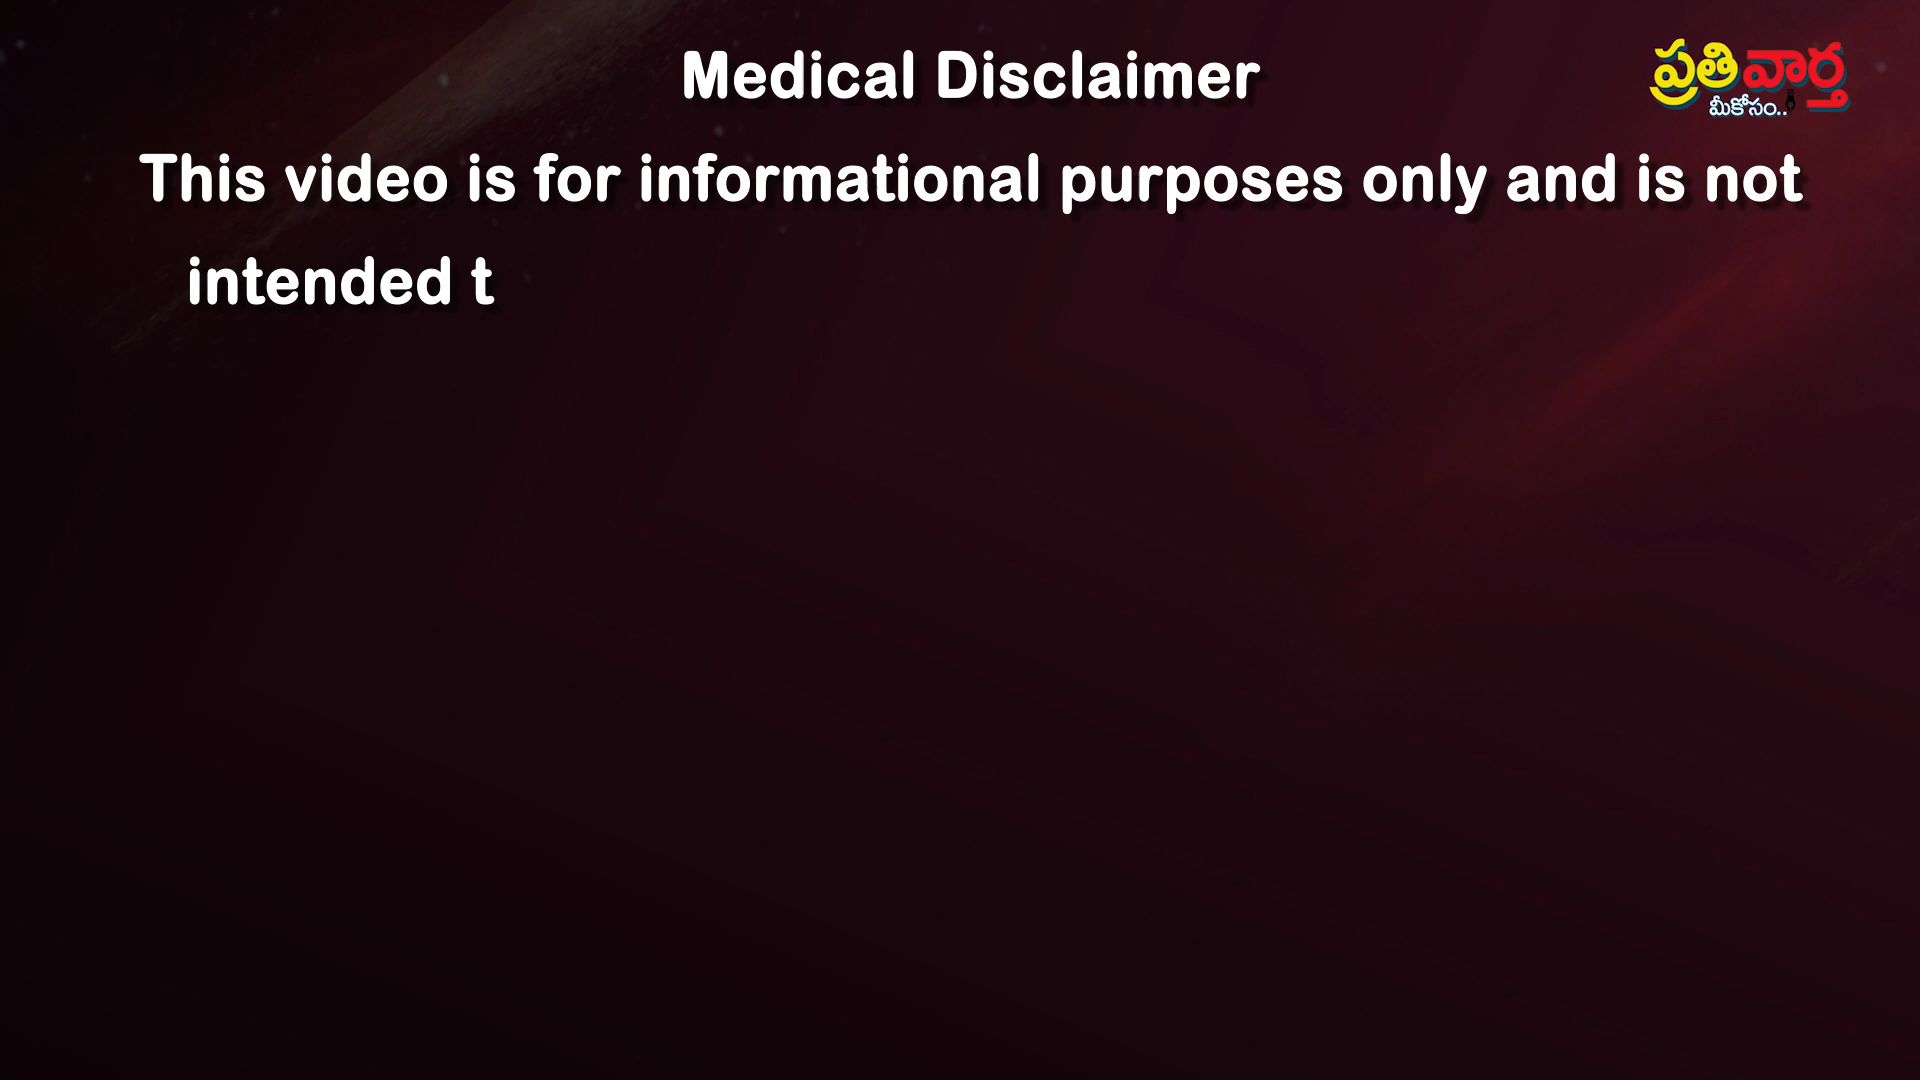 Medical Disclaimer
ప్రతి వార్త
మీకోసం..
This video is for informational purposes only and is not
intended t